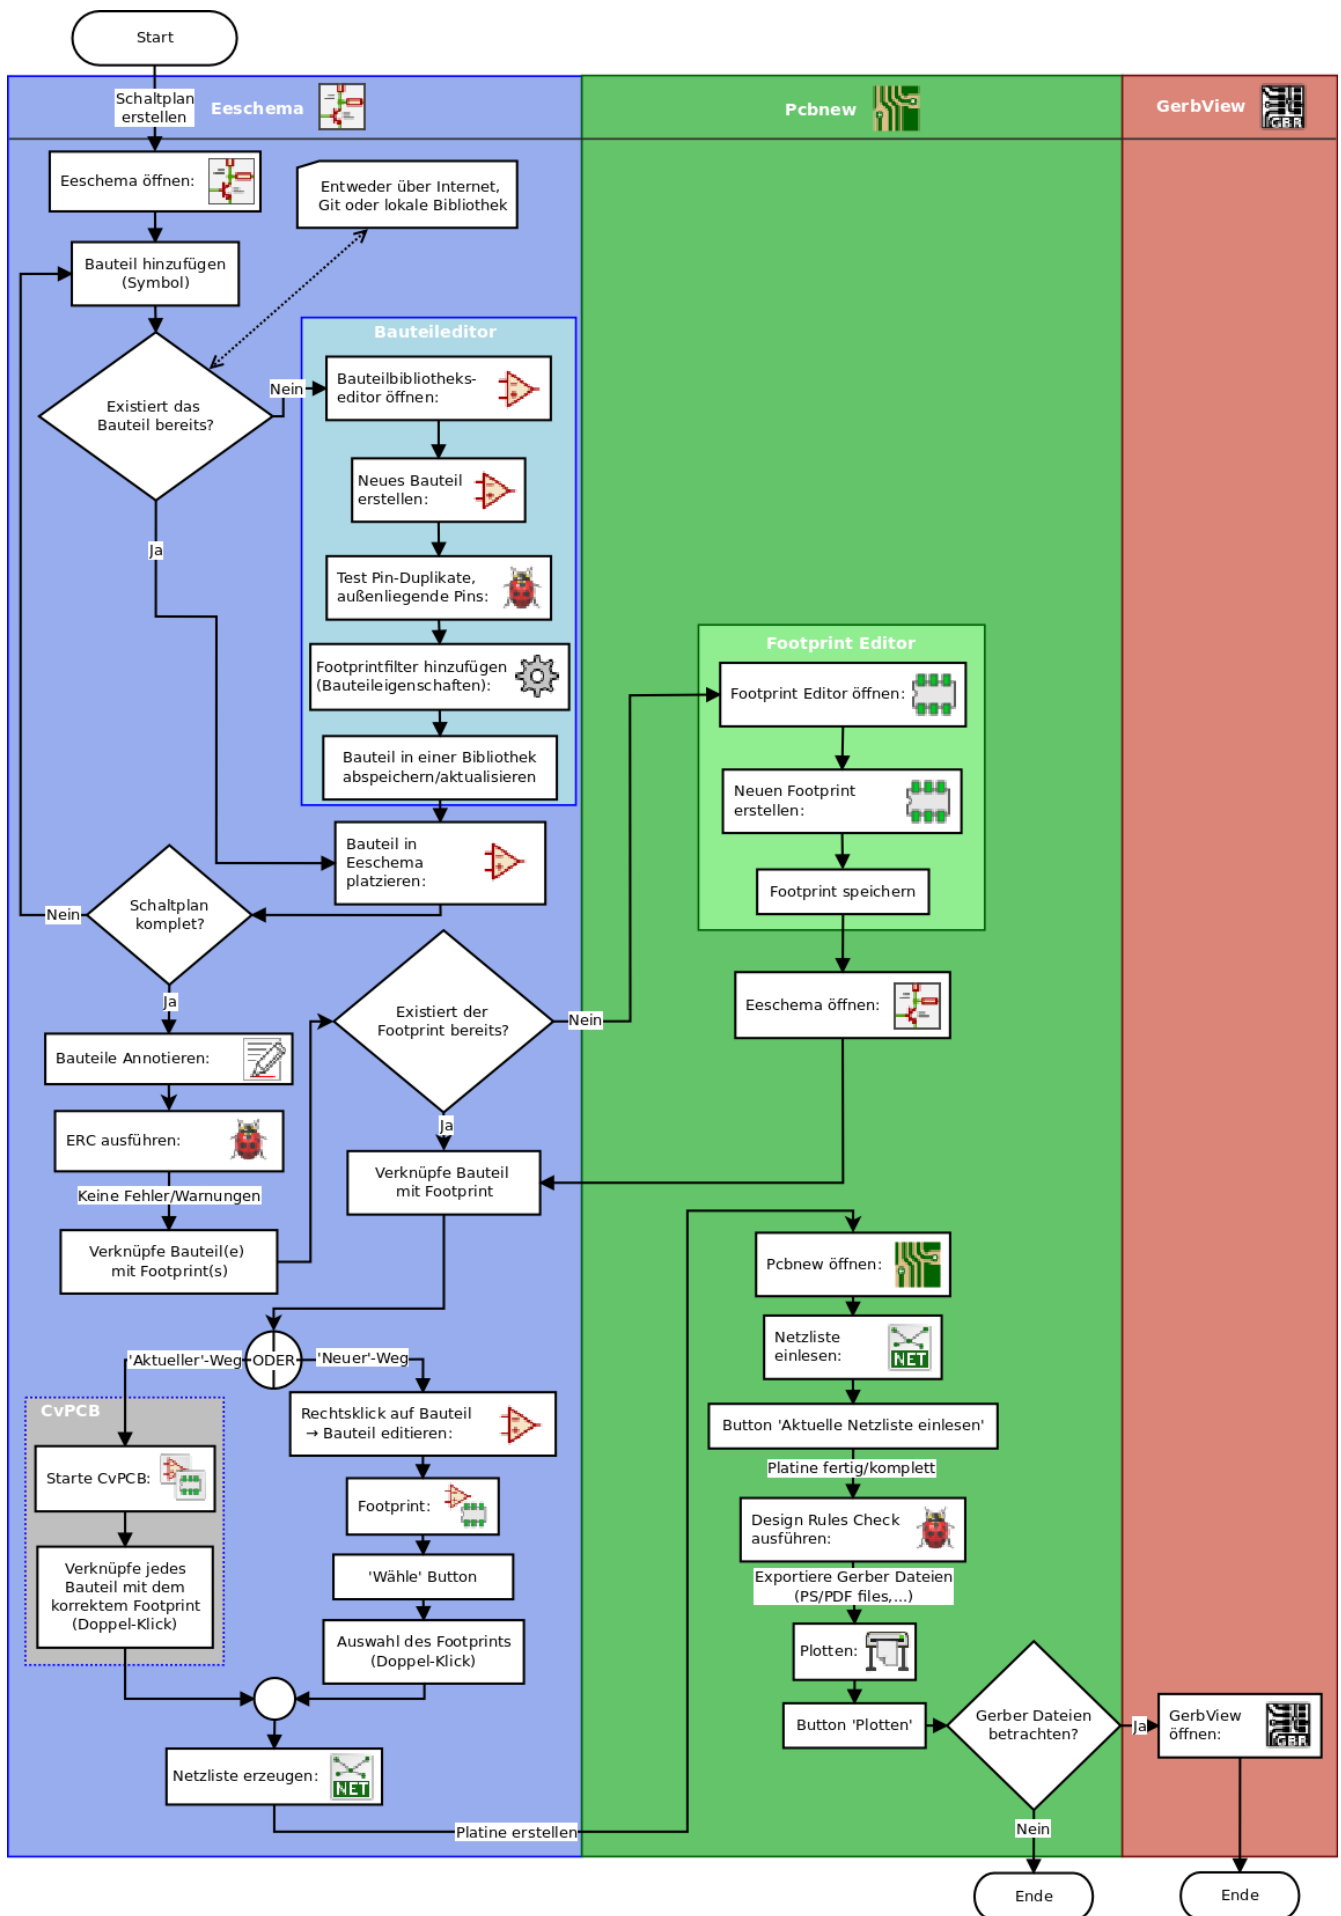 Start
Schaltplan
erstellen
Eeschema
Pcbnew
GerbView
GBR
Eeschema öffnen:
Entweder über Internet,
Git oder lokale Bibliothek
Bauteil hinzufügen
(Symbol)
Bauteileditor
Existiert das
Bauteil bereits?
Nein
Bauteilbibliotheks-
editor öffnen:
Neues Bauteil
erstellen:
Ja
Test Pin-Duplikate,
außenliegende Pins:
Footprintfilter hinzufügen
(Bauteileigenschaften):
Bauteil in einer Bibliothek
abspeichern/aktualisieren
Footprint Editor
Footprint Editor öffnen:
Neuen Footprint
erstellen:
Footprint speichern
Bauteil in
Eeschema
platzieren:
Schaltplan
komplet?
Nein
Ja
Existiert der
Footprint bereits?
Nein
Eeschema öffnen:
Bauteile Annotieren:
ERC ausführen:
Ja
Keine Fehler/Warnungen
Verknüpfe Bauteil
mit Footprint
Verknüpfe Bauteil(e)
mit Footprint(s)
Pcbnew öffnen:
Netzliste
einlesen:
NET
'Aktueller'-Weg
ODER
'Neuer'-Weg
CvPCB
Rechtsklick auf Bauteil
→ Bauteil editieren:
Button 'Aktuelle Netzliste einlesen'
Platine fertig/komplett
Starte CvPCB:
Footprint:
Design Rules Check
ausführen:
Verknüpfe jedes
Bauteil mit dem
korrektem Footprint
(Doppel-Klick)
'Wähle' Button
Exportiere Gerber Dateien
(PS/PDF files,...)
Auswahl des Footprints
(Doppel-Klick)
Plotten:
Button 'Plotten'
Gerber Dateien
betrachten?
Ja
GerbView
öffnen:
GBR
Netzliste erzeugen:
NET
Platine erstellen
Nein
Ende
Ende